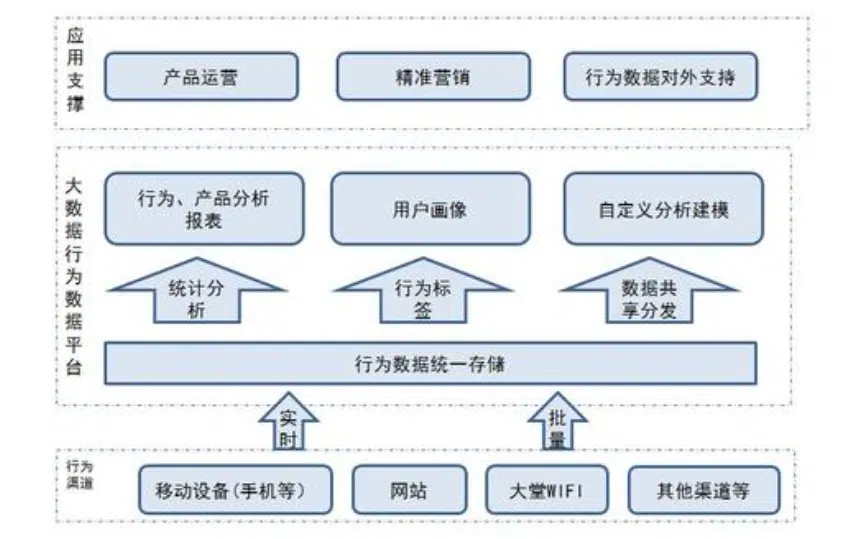 应用支撑
产品运营
精准营销
行为数据对外支持
大数据行为数据平台
行为、产品分析
报表
用户画像
自定义分析建模
统计分
析
行为标
签
数据共
享分发
行为数据统一存储
实
时
批
量
行为
渠道
移动设备(手机等）
网站
大堂WIFI
其他渠道等